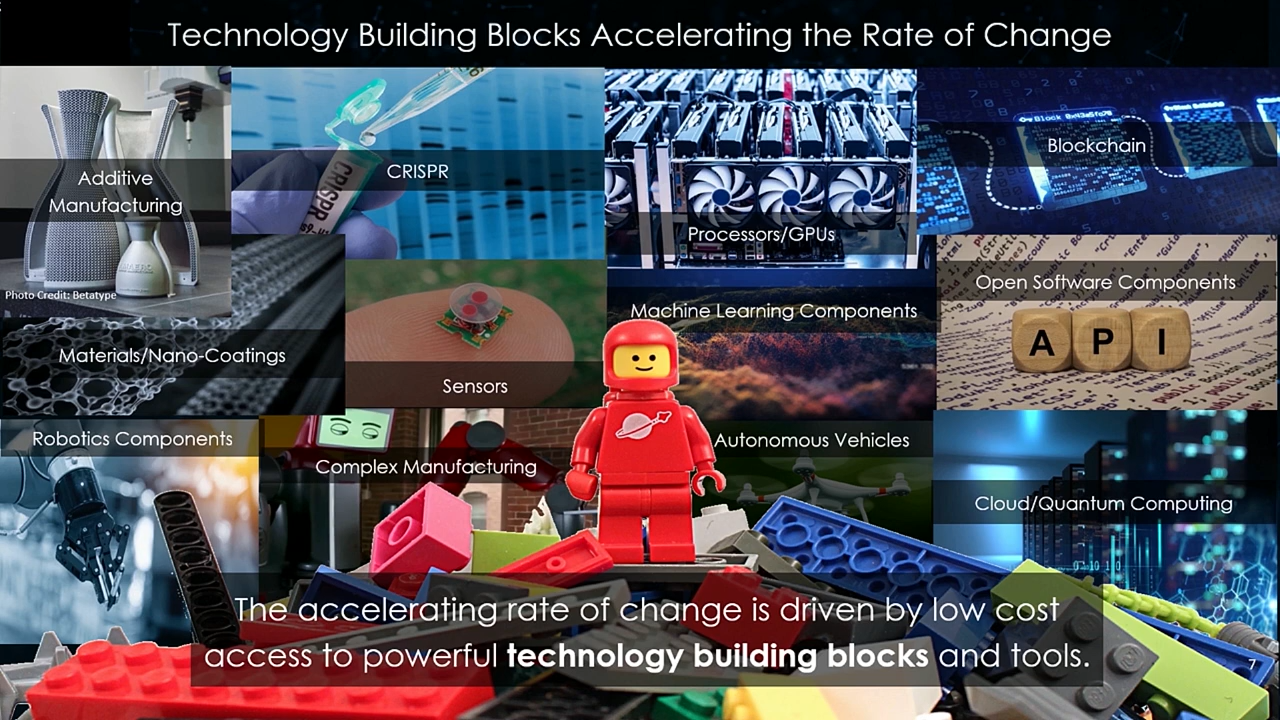 Technology Building Blocks Accelerating the Rate of Change
Additive
Manufacturing
Photo Credit: Betatype
CRISPR
CRISPR
Processors/GPUs
Blockchain
Materials/Nano-Coatings
Sensors
Machine Learning Components
Open Software Components
A P I
Robotics Components
Complex Manufacturing
Autonomous Vehicles
Cloud/Quantum Computing
The accelerating rate of change is driven by low cost
access to powerful technology building blocks and tools.
7